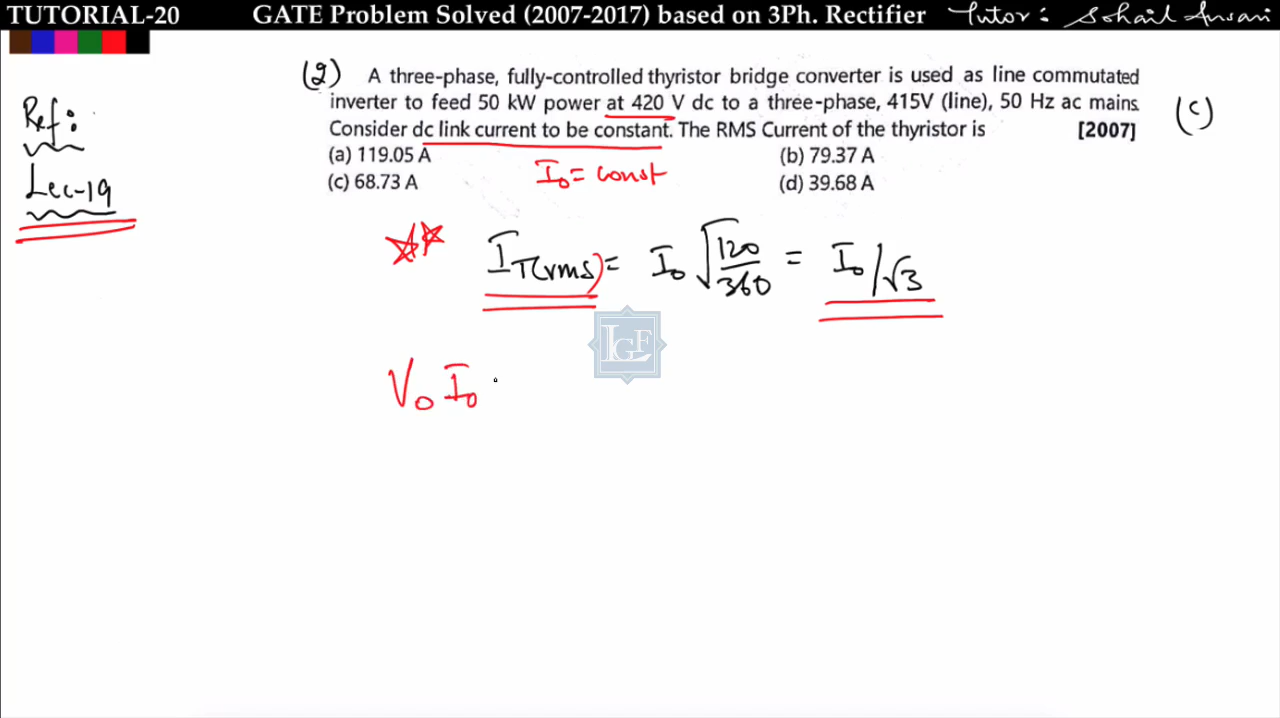 TUTORIAL-20 GATE Problem Solved (2007-2017) based on 3Ph. Rectifier Tutor: Sohail Ansari
(2) A three-phase, fully-controlled thyristor bridge converter is used as line commutated
inverter to feed 50 kW power at 420 V dc to a three-phase, 415V (line), 50 Hz ac mains.
Consider dc link current to be constant. The RMS Current of the thyristor is [2007] (c)
(a) 119.05 A (b) 79.37 A
(c) 68.73 A (d) 39.68 A
Ref:
Lec-19
I₀ = const
I_T(rms) = I₀ √(120/360) = I₀/√3
LGF
V₀ I₀